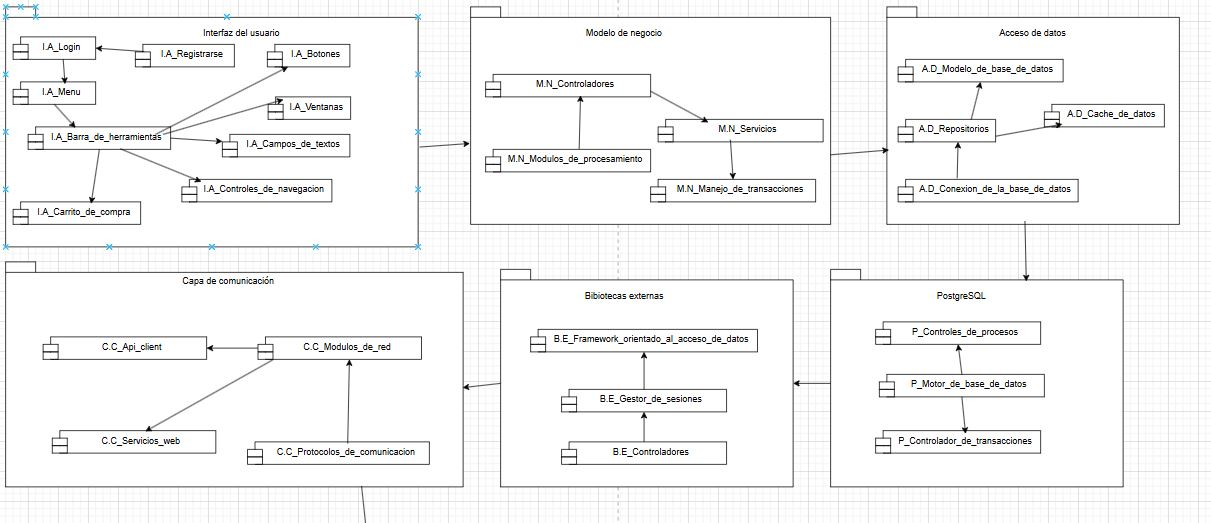 Interfaz del usuario
I.A_Login
I.A_Registrarse
I.A_Botones
I.A_Menu
I.A_Ventanas
I.A_Barra_de_herramientas
I.A_Campos_de_textos
I.A_Controles_de_navegacion
I.A_Carrito_de_compra
Modelo de negocio
M.N_Controladores
M.N_Servicios
M.N_Modulos_de_procesamiento
M.N_Manejo_de_transacciones
Acceso de datos
A.D_Modelo_de_base_de_datos
A.D_Cache_de_datos
A.D_Repositorios
A.D_Conexion_de_la_base_de_datos
Capa de comunicación
C.C_Api_client
C.C_Modulos_de_red
C.C_Servicios_web
C.C_Protocolos_de_comunicacion
Bibiotecas externas
B.E_Framework_orientado_al_acceso_de_datos
B.E_Gestor_de_sesiones
B.E_Controladores
PostgreSQL
P_Controles_de_procesos
P_Motor_de_base_de_datos
P_Controlador_de_transacciones